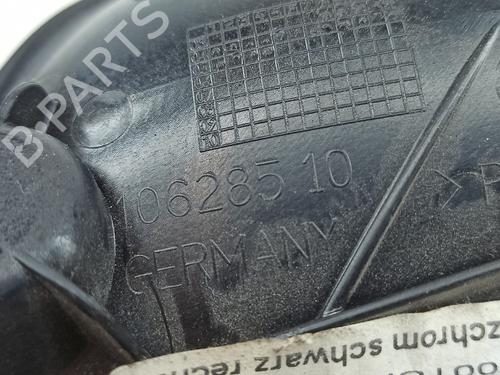 B-PARTS
106285 10
GERMANY
zchrom schwarz rech